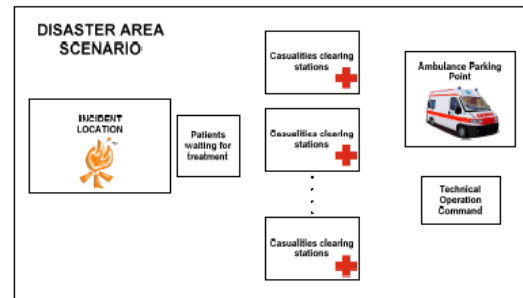 DISASTER AREA
SCENARIO
INCIDENT
LOCATION
Patients
waiting for
treatment
Casualities clearing
stations
Casualities clearing
stations
Casualities clearing
stations
Ambulance Parking
Point
Technical
Operation
Command